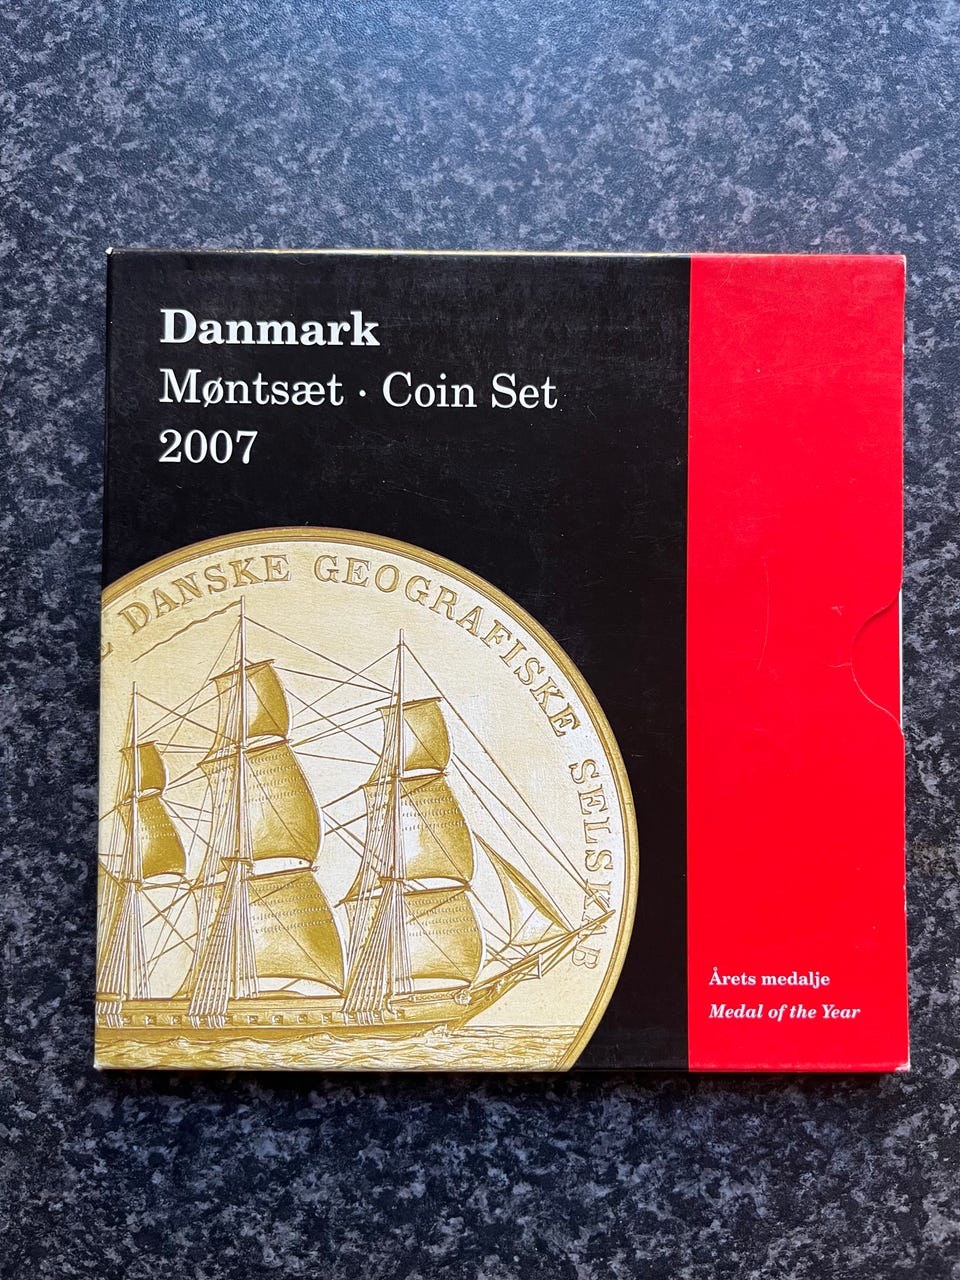 Danmark
Møntsæt · Coin Set
2007
DANSKE GEOGRAFISKE SELSKAB
Årets medalje
Medal of the Year